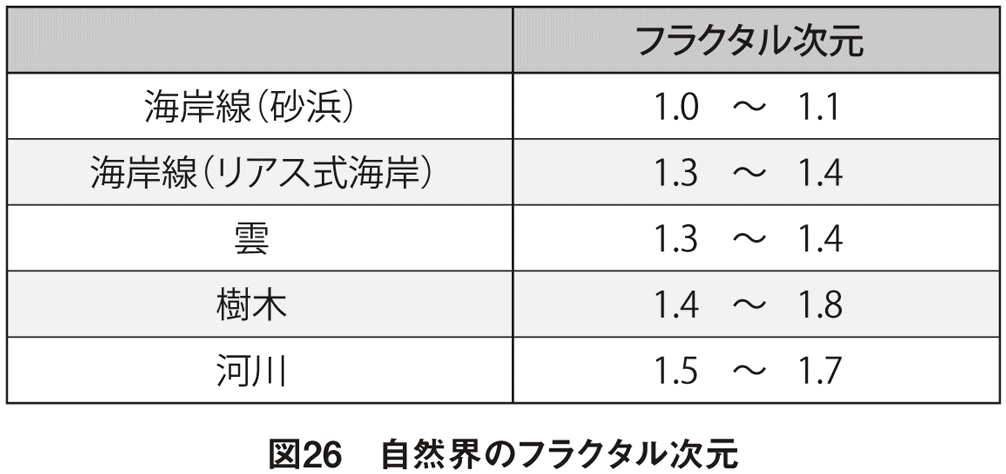 フラクタル次元
海岸線(砂浜) 1.0 ～ 1.1
海岸線(リアス式海岸) 1.3 ～ 1.4
雲 1.3 ～ 1.4
樹木 1.4 ～ 1.8
河川 1.5 ～ 1.7
図26 自然界のフラクタル次元